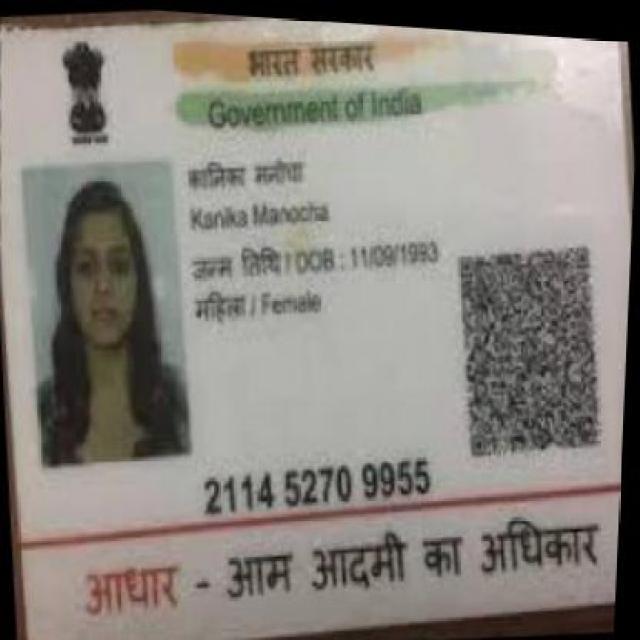 भारत सरकार
Government of India
कानिका मनोचा
Kanika Manocha
जन्म तिथि / DOB : 11/09/1993
महिला / Female
2114 5270 9955
आधार - आम आदमी का अधिकार